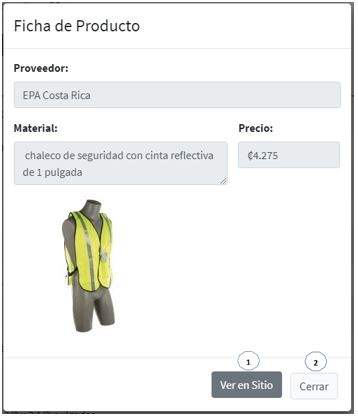 Ficha de Producto
Proveedor:
EPA Costa Rica
Material:
Precio:
chaleco de seguridad con cinta reflectiva
de 1 pulgada
₡4.275
1
2
Ver en Sitio
Cerrar